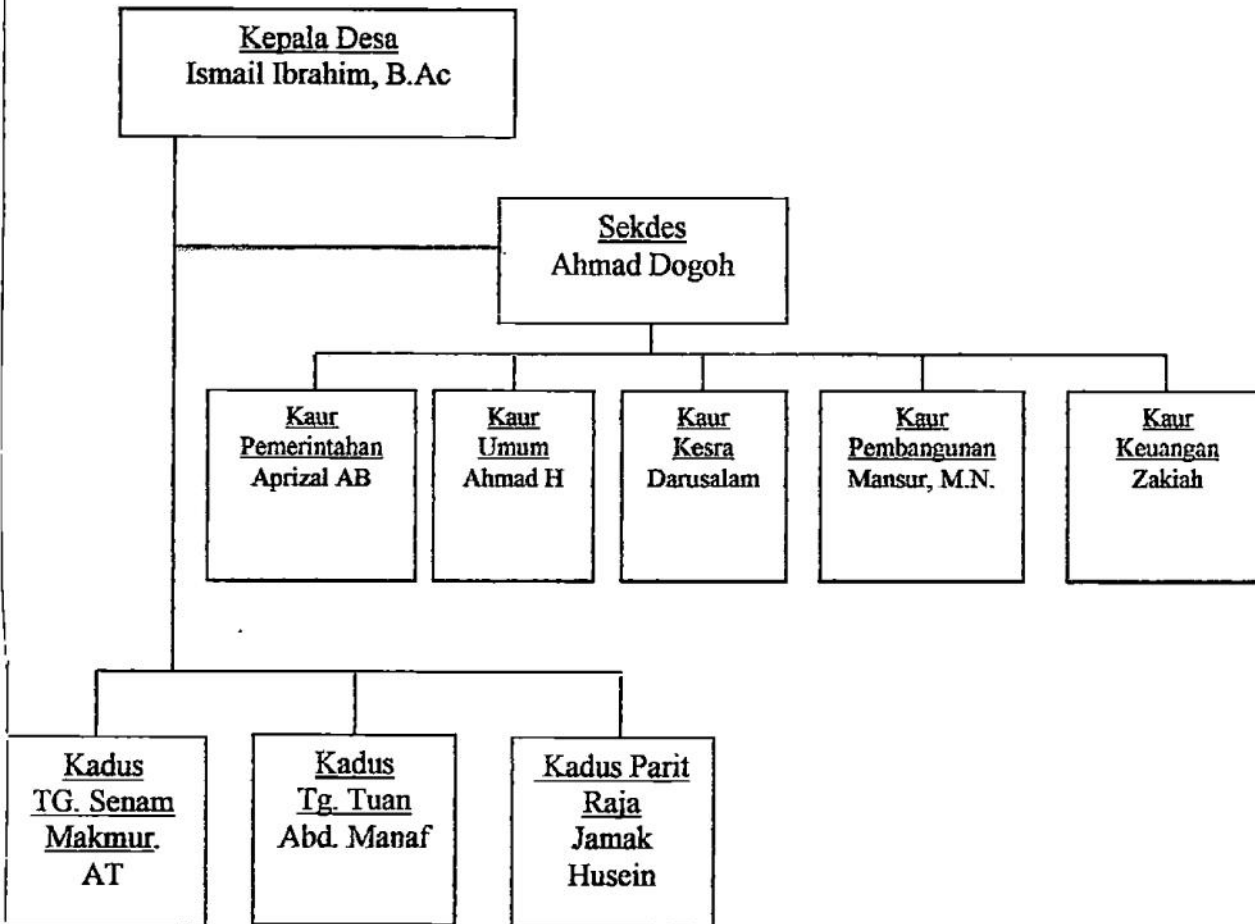 Kepala Desa
Ismail Ibrahim, B.Ac
Sekdes
Ahmad Dogoh
Kaur
Pemerintahan
Aprizal AB
Kaur
Umum
Ahmad H
Kaur
Kesra
Darusalam
Kaur
Pembangunan
Mansur, M.N.
Kaur
Keuangan
Zakiah
Kadus
TG. Senam
Makmur.
AT
Kadus
Tg. Tuan
Abd. Manaf
Kadus Parit
Raja
Jamak
Husein